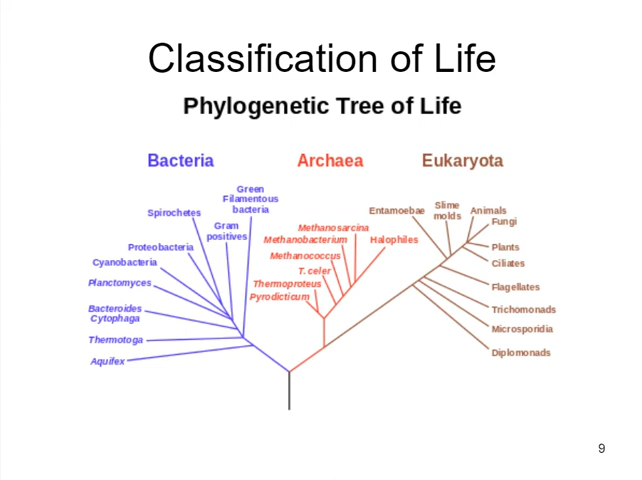 Classification of Life
Phylogenetic Tree of Life
Bacteria
Archaea
Eukaryota
Green
Filamentous
bacteria
Spirochetes
Gram
positives
Proteobacteria
Cyanobacteria
Planctomyces
Bacteroides
Cytophaga
Thermotoga
Aquifex
Methanosarcina
Methanobacterium
Halophiles
Methanococcus
T. celer
Thermoproteus
Pyrodicticum
Entamoebae
Slime
molds
Animals
Fungi
Plants
Ciliates
Flagellates
Trichomonads
Microsporidia
Diplomonads
9